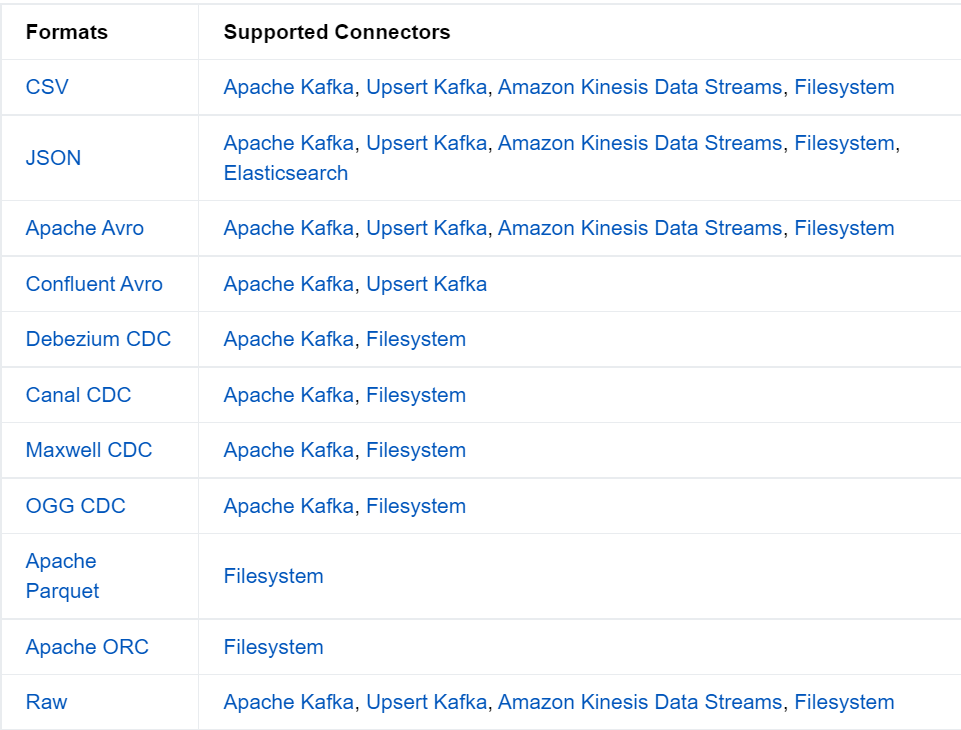 Formats Supported Connectors
CSV Apache Kafka, Upsert Kafka, Amazon Kinesis Data Streams, Filesystem
JSON Apache Kafka, Upsert Kafka, Amazon Kinesis Data Streams, Filesystem,
Elasticsearch
Apache Avro Apache Kafka, Upsert Kafka, Amazon Kinesis Data Streams, Filesystem
Confluent Avro Apache Kafka, Upsert Kafka
Debezium CDC Apache Kafka, Filesystem
Canal CDC Apache Kafka, Filesystem
Maxwell CDC Apache Kafka, Filesystem
OGG CDC Apache Kafka, Filesystem
Apache
Parquet
Filesystem
Apache ORC Filesystem
Raw Apache Kafka, Upsert Kafka, Amazon Kinesis Data Streams, Filesystem